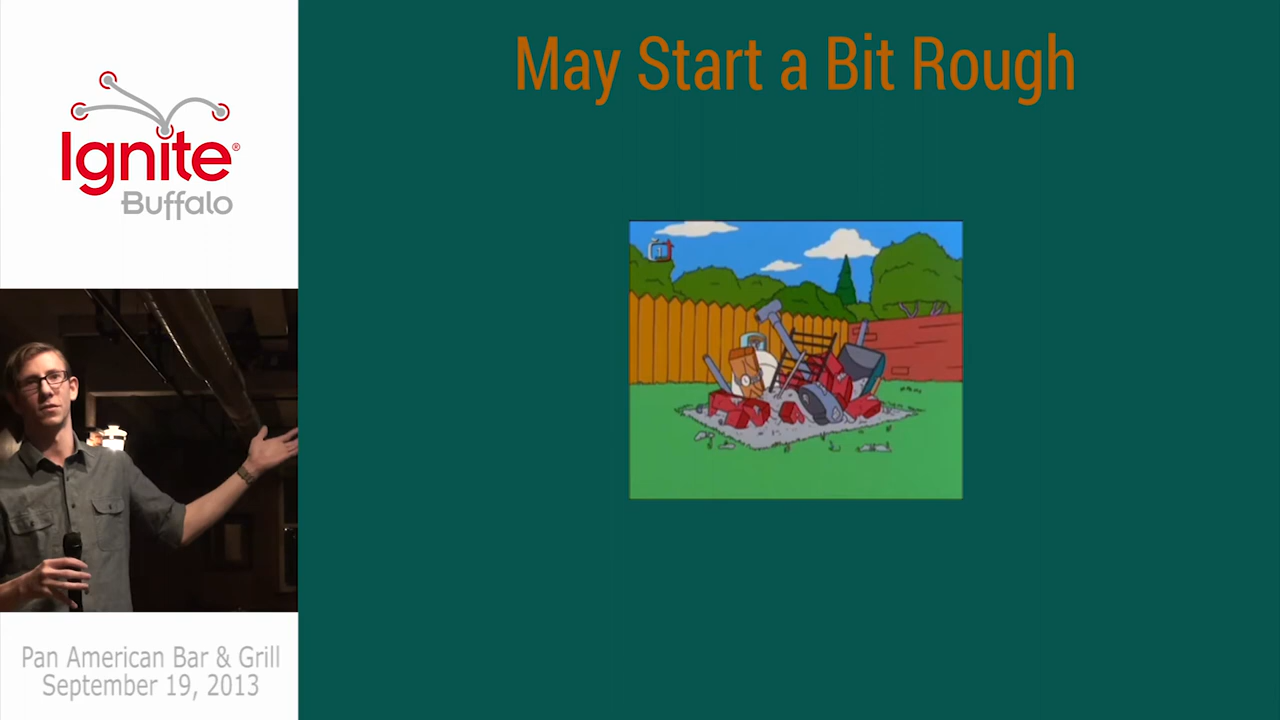 May Start a Bit Rough
Ignite®
Buffalo
Pan American Bar & Grill
September 19, 2013